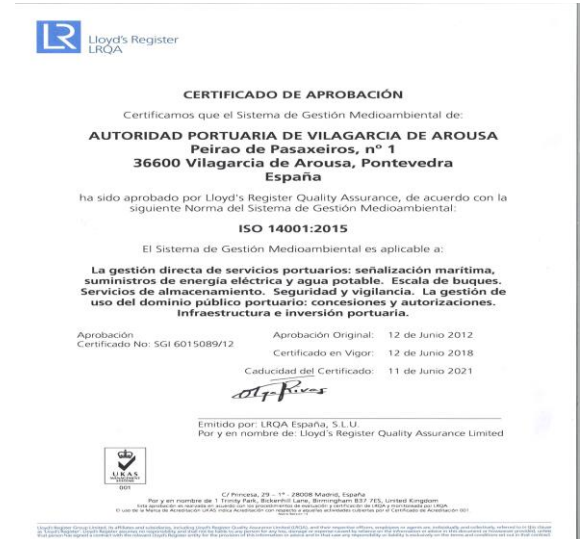 LR
Lloyd's Register
LRQA
CERTIFICADO DE APROBACIÓN
Certificamos que el Sistema de Gestión Medioambiental de:
AUTORIDAD PORTUARIA DE VILAGARCIA DE AROUSA
Peirao de Pasaxeiros, nº 1
36600 Vilagarcia de Arousa, Pontevedra
España
ha sido aprobado por Lloyd's Register Quality Assurance, de acuerdo con la
siguiente Norma del Sistema de Gestión Medioambiental:
ISO 14001:2015
El Sistema de Gestión Medioambiental es aplicable a:
La gestión directa de servicios portuarios: señalización marítima,
suministros de energía eléctrica y agua potable. Escala de buques.
Servicios de almacenamiento. Seguridad y vigilancia. La gestión de
uso del dominio público portuario: concesiones y autorizaciones.
Infraestructura e inversión portuaria.
Aprobación
Certificado No: SGI 6015089/12
Aprobación Original: 12 de Junio 2012
Certificado en Vigor: 12 de Junio 2018
Caducidad del Certificado: 11 de Junio 2021
Olga Rivas
Emitido por: LRQA España, S.L.U.
Por y en nombre de: Lloyd's Register Quality Assurance Limited
UKAS
MANAGEMENT
SYSTEMS
001
C/ Princesa, 29 – 1º - 28008 Madrid, España
Por y en nombre de 1 Trinity Park, Bickenhill Lane, Birmingham B37 7ES, United Kingdom